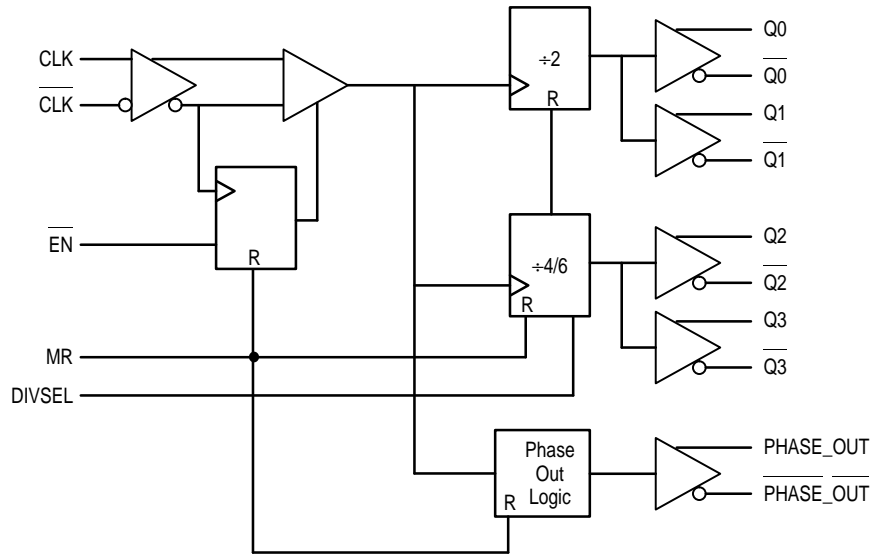 CLK
CLK
EN
R
MR
DIVSEL
÷2
R
÷4/6
R
Phase
Out
Logic
R
Q0
Q0
Q1
Q1
Q2
Q2
Q3
Q3
PHASE_OUT
PHASE_OUT